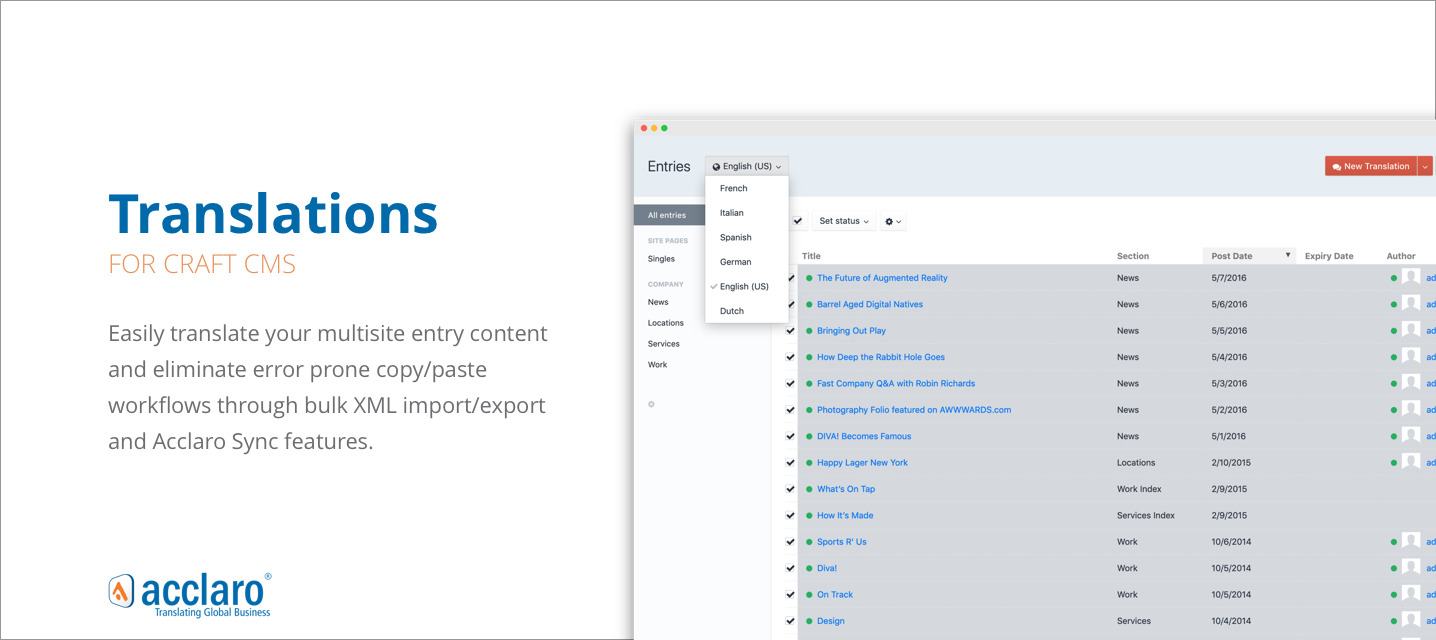 Translations
FOR CRAFT CMS
Easily translate your multisite entry content
and eliminate error prone copy/paste
workflows through bulk XML import/export
and Acclaro Sync features.
acclaro®
Translating Global Business
Entries
English (US)
New Translation
French
Italian
Spanish
German
English (US)
Dutch
All entries
SITE PAGES
Singles
COMPANY
News
Locations
Services
Work
Set status
Title Section Post Date Expiry Date Author
The Future of Augmented Reality News 5/7/2016 ad
Barrel Aged Digital Natives News 5/6/2016 ad
Bringing Out Play News 5/5/2016 ad
How Deep the Rabbit Hole Goes News 5/4/2016 ad
Fast Company Q&A with Robin Richards News 5/3/2016 ad
Photography Folio featured on AWWWARDS.com News 5/2/2016 ad
DIVA! Becomes Famous News 5/1/2016 ad
Happy Lager New York Locations 2/10/2015 ad
What's On Tap Work Index 2/9/2015
How It's Made Services Index 2/9/2015
Sports R' Us Work 10/6/2014 ad
Diva! Work 10/5/2014 ad
On Track Work 10/5/2014 ad
Design Services 10/4/2014 ad